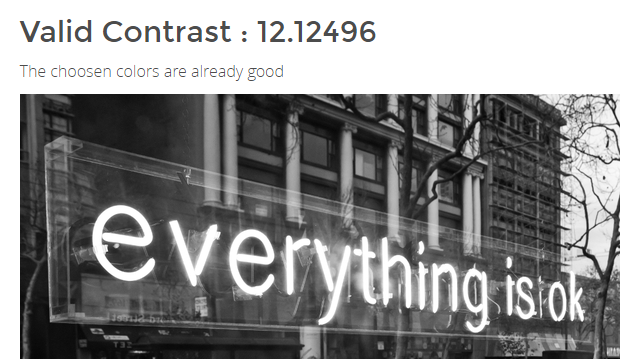 Valid Contrast : 12.12496
The choosen colors are already good
everything is ok